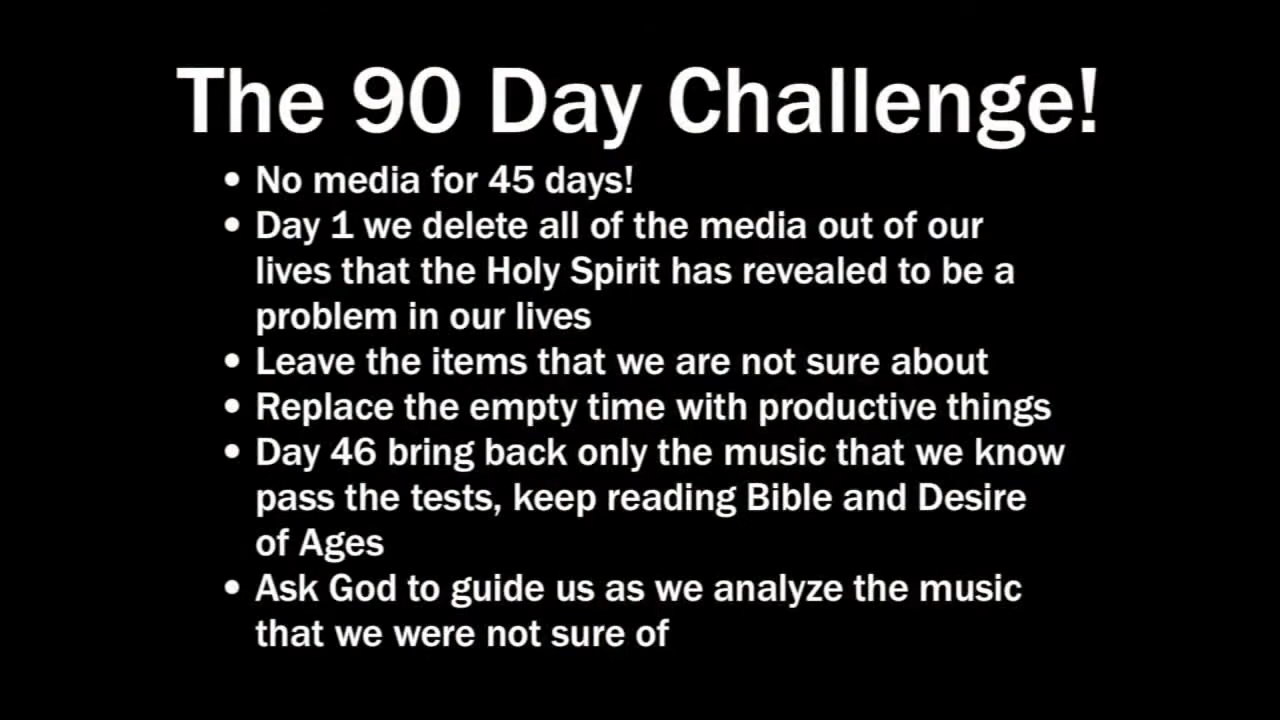 The 90 Day Challenge!
• No media for 45 days!
• Day 1 we delete all of the media out of our
lives that the Holy Spirit has revealed to be a
problem in our lives
• Leave the items that we are not sure about
• Replace the empty time with productive things
• Day 46 bring back only the music that we know
pass the tests, keep reading Bible and Desire
of Ages
• Ask God to guide us as we analyze the music
that we were not sure of